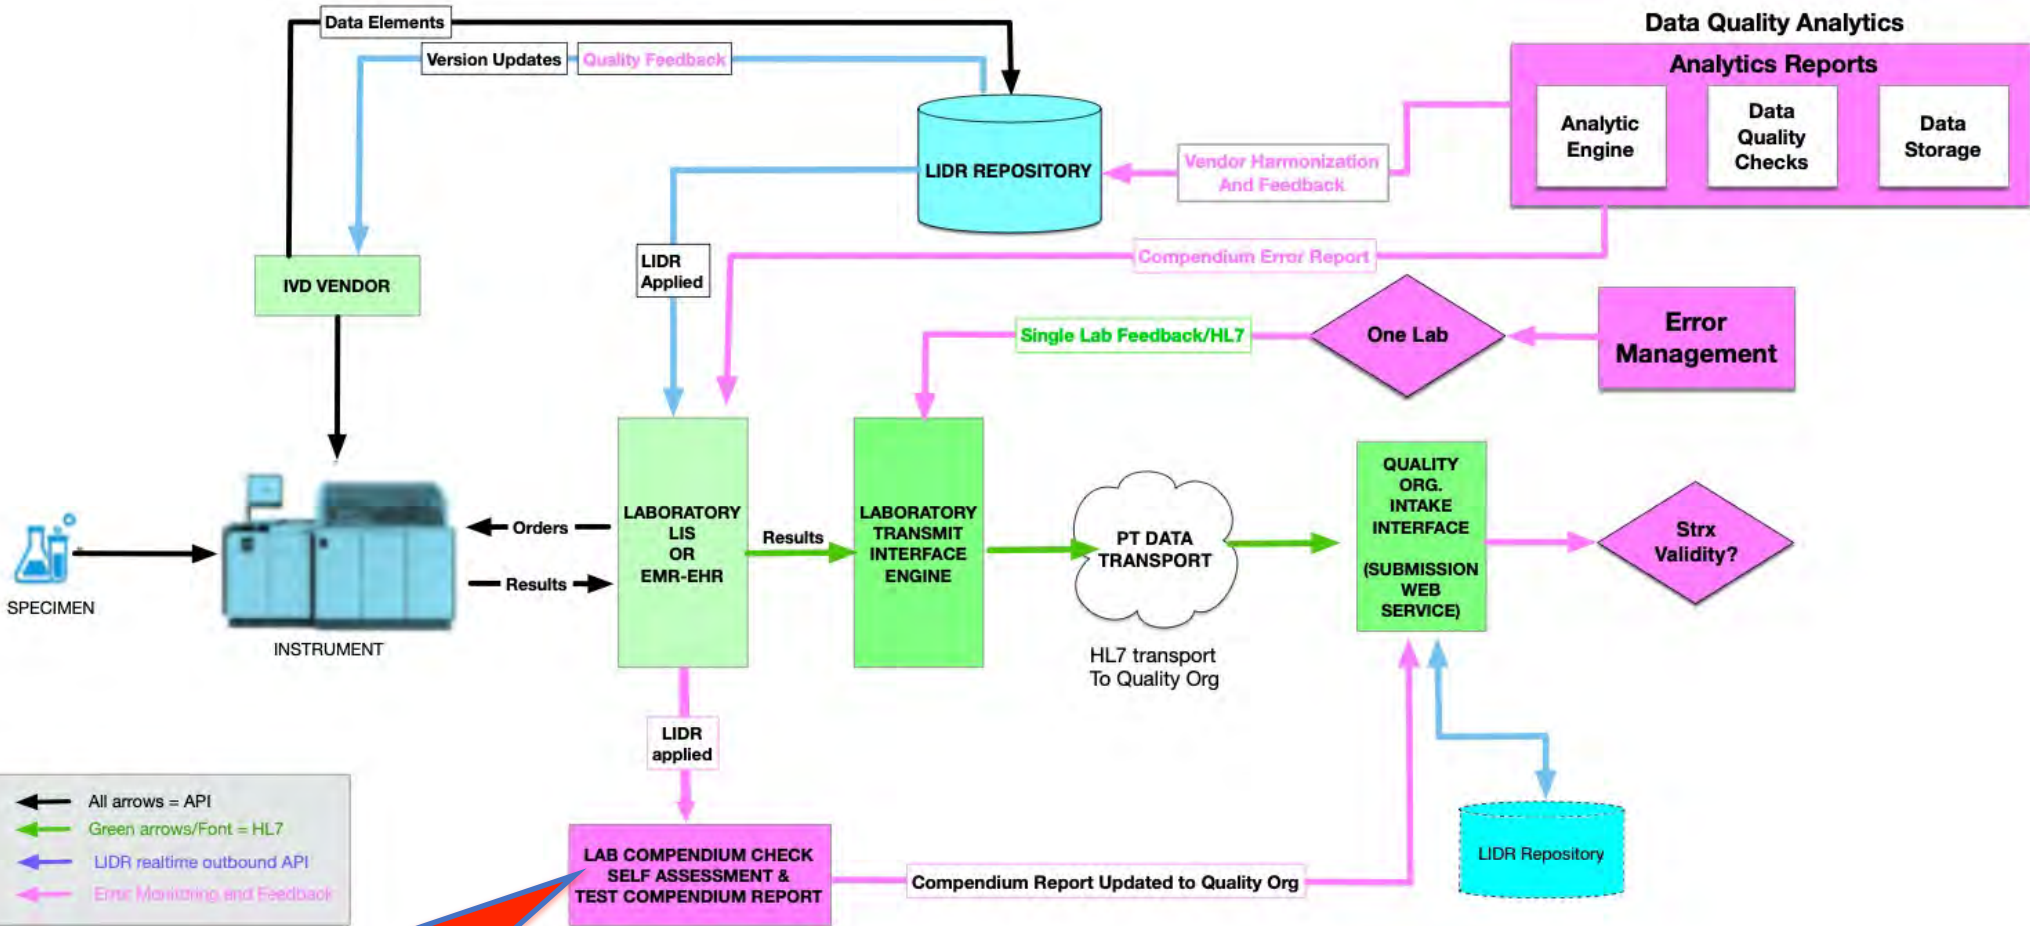 Data Elements
Version Updates
Quality Feedback
Data Quality Analytics
Analytics Reports
Analytic
Engine
Data
Quality
Checks
Data
Storage
LIDR REPOSITORY
Vendor Harmonization
And Feedback
Compendium Error Report
LIDR
Applied
IVD VENDOR
Single Lab Feedback/HL7
One Lab
Error
Management
SPECIMEN
INSTRUMENT
Orders
Results
LABORATORY
LIS
OR
EMR-EHR
Results
LABORATORY
TRANSMIT
INTERFACE
ENGINE
PT DATA
TRANSPORT
HL7 transport
To Quality Org
QUALITY
ORG.
INTAKE
INTERFACE
(SUBMISSION
WEB
SERVICE)
Strx
Validity?
LIDR
applied
LIDR Repository
All arrows = API
Green arrows/Font = HL7
LIDR realtime outbound API
Error Monitoring and Feedback
LAB COMPENDIUM CHECK
SELF ASSESSMENT &
TEST COMPENDIUM REPORT
Compendium Report Updated to Quality Org